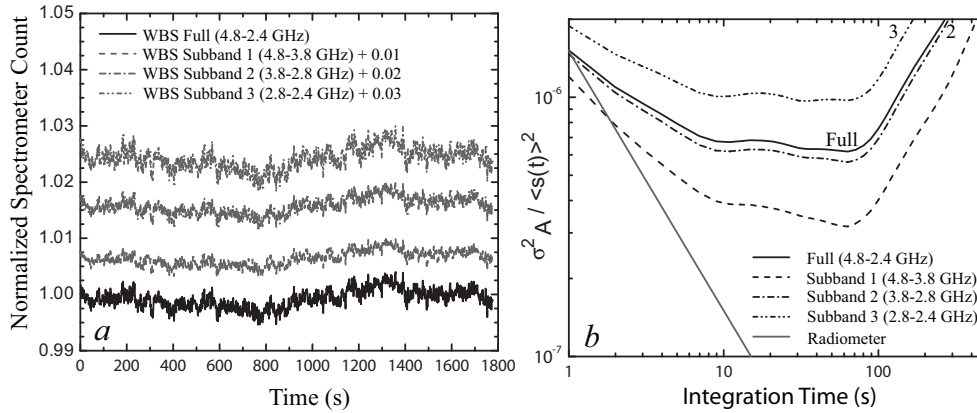 1.05
1.04
1.03
1.02
1.01
1.00
0.99
Normalized Spectrometer Count
WBS Full (4.8-2.4 GHz)
WBS Subband 1 (4.8-3.8 GHz) + 0.01
WBS Subband 2 (3.8-2.8 GHz) + 0.02
WBS Subband 3 (2.8-2.4 GHz) + 0.03
a
0 200 400 600 800 1000 1200 1400 1600 1800
Time (s)
σ²A / <s(t)>²
10⁻⁶
10⁻⁷
3
2
Full
Full (4.8-2.4 GHz)
Subband 1 (4.8-3.8 GHz)
Subband 2 (3.8-2.8 GHz)
Subband 3 (2.8-2.4 GHz)
Radiometer
b
1 10 100
Integration Time (s)